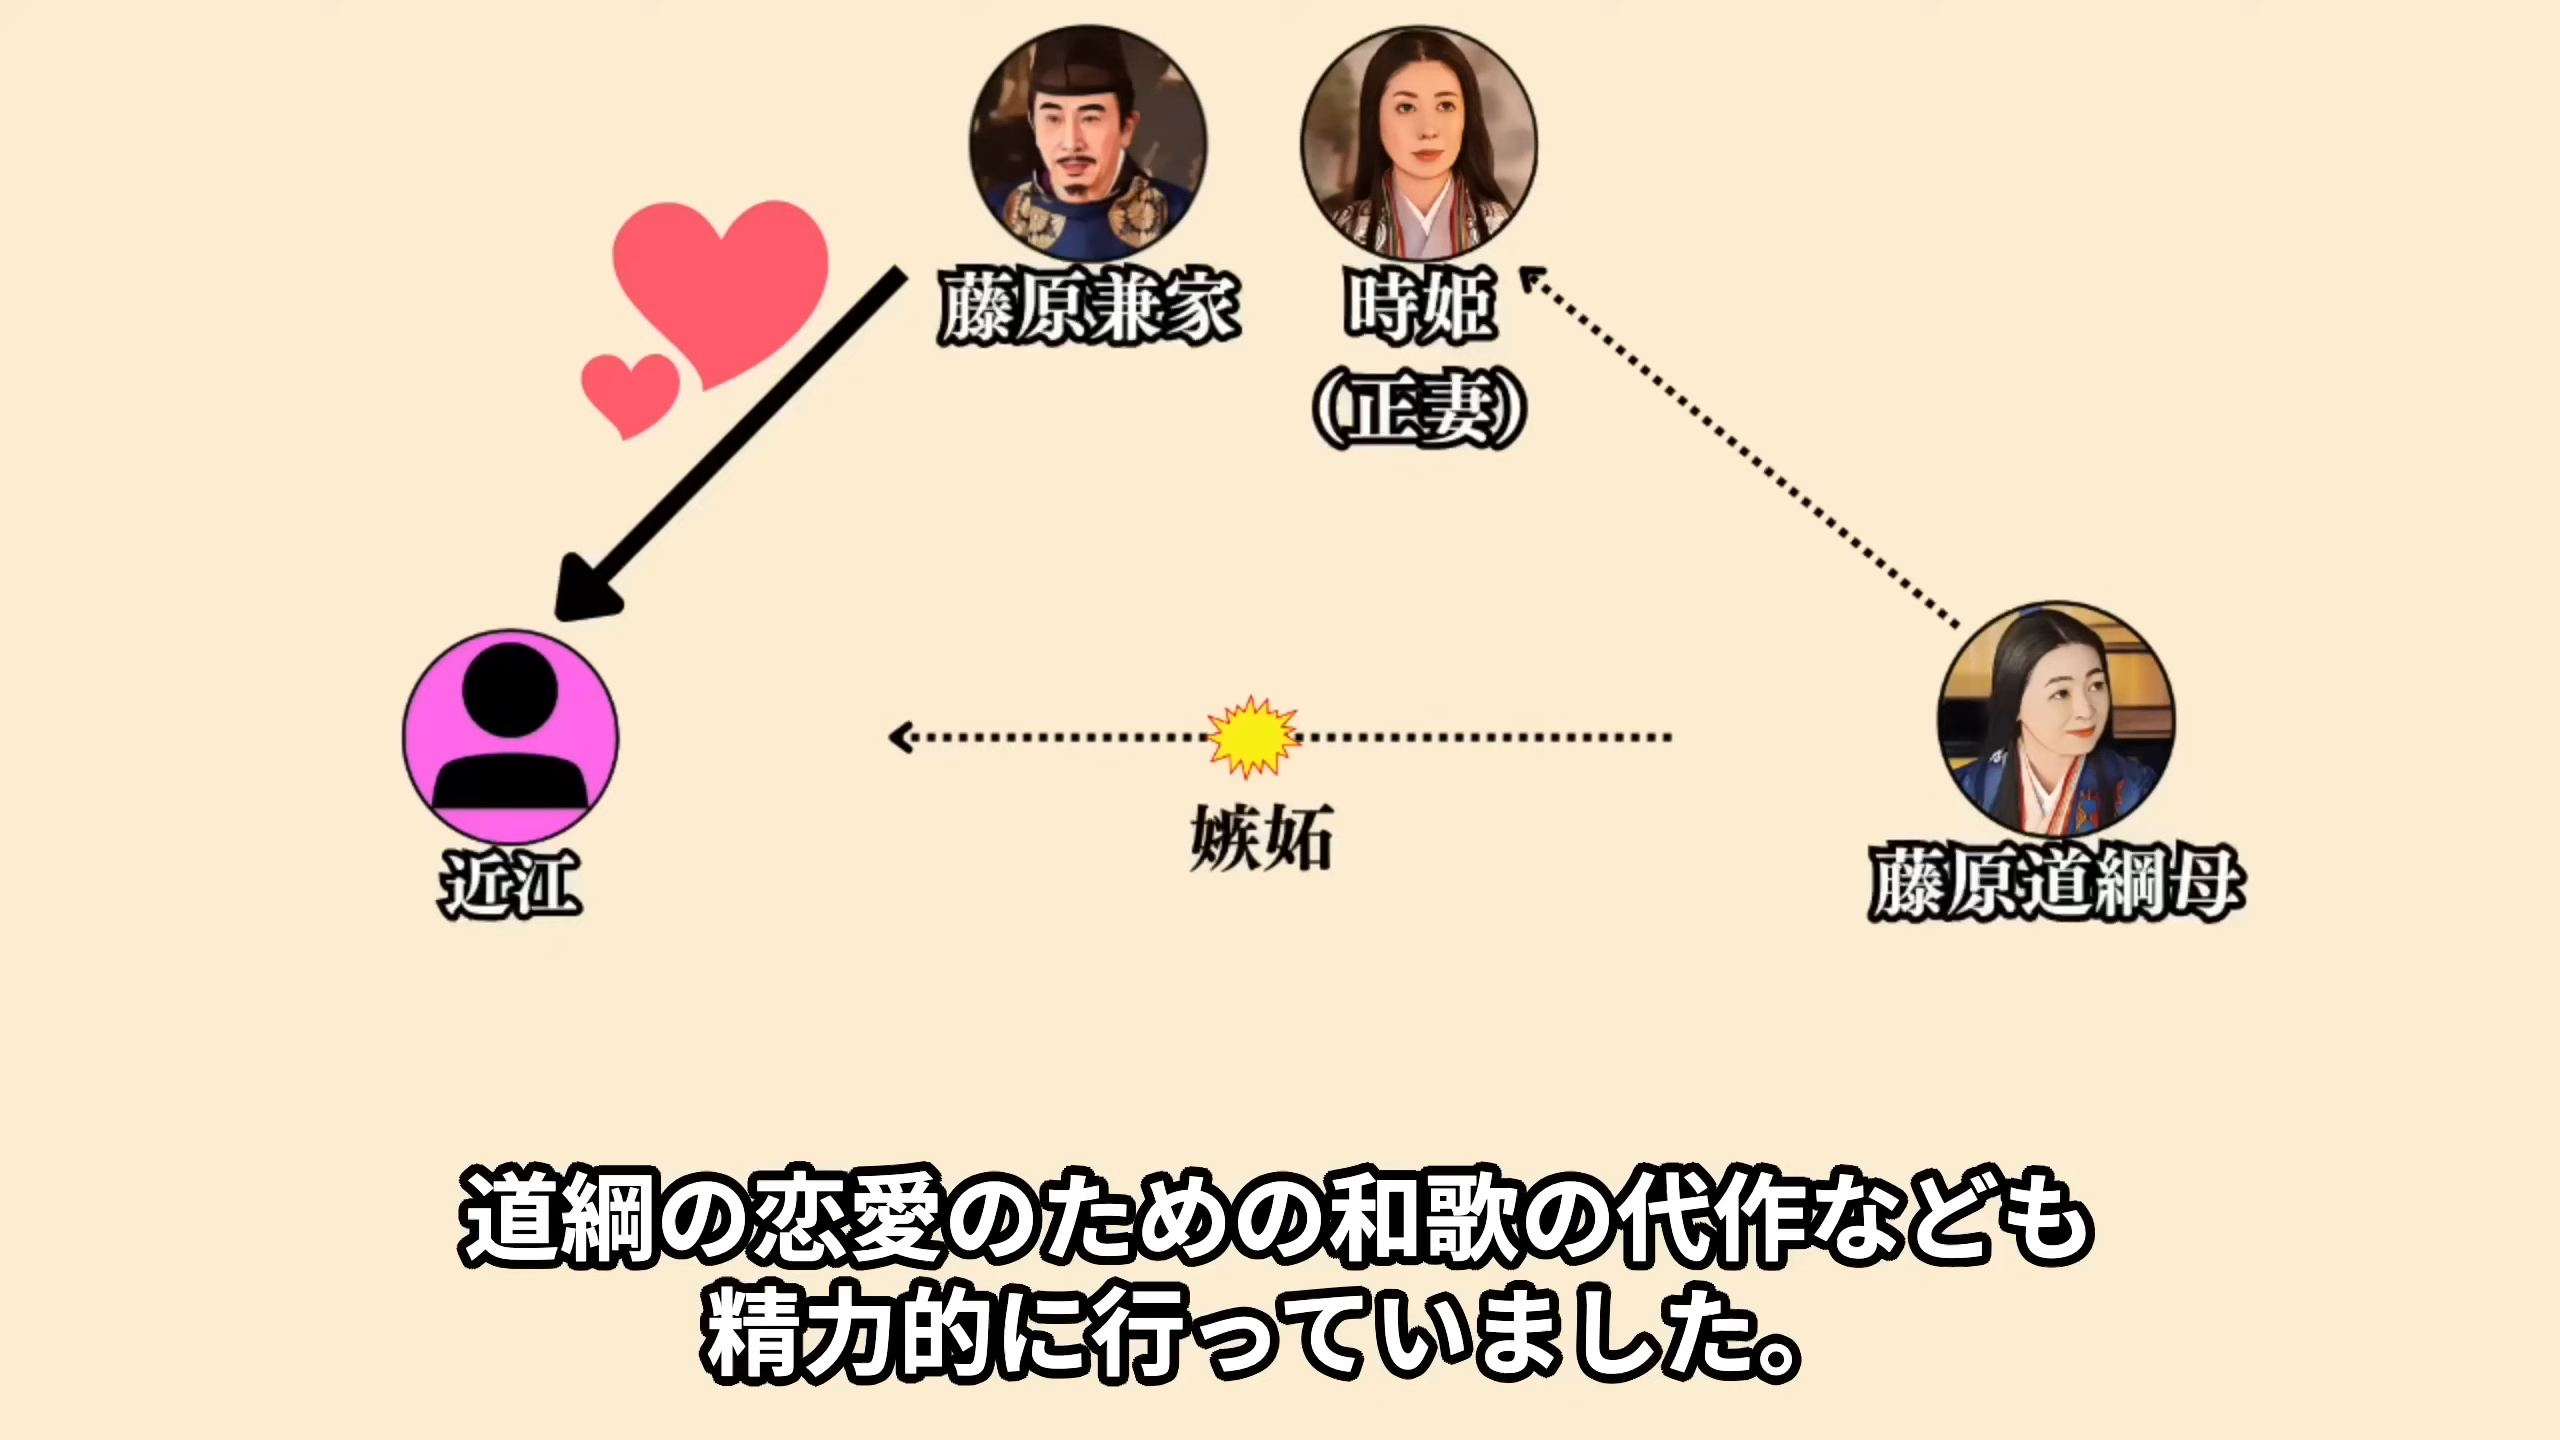 藤原兼家
時姫
(正妻)
嫉妬
近江
藤原道綱母
道綱の恋愛のための和歌の代作なども
精力的に行っていました。